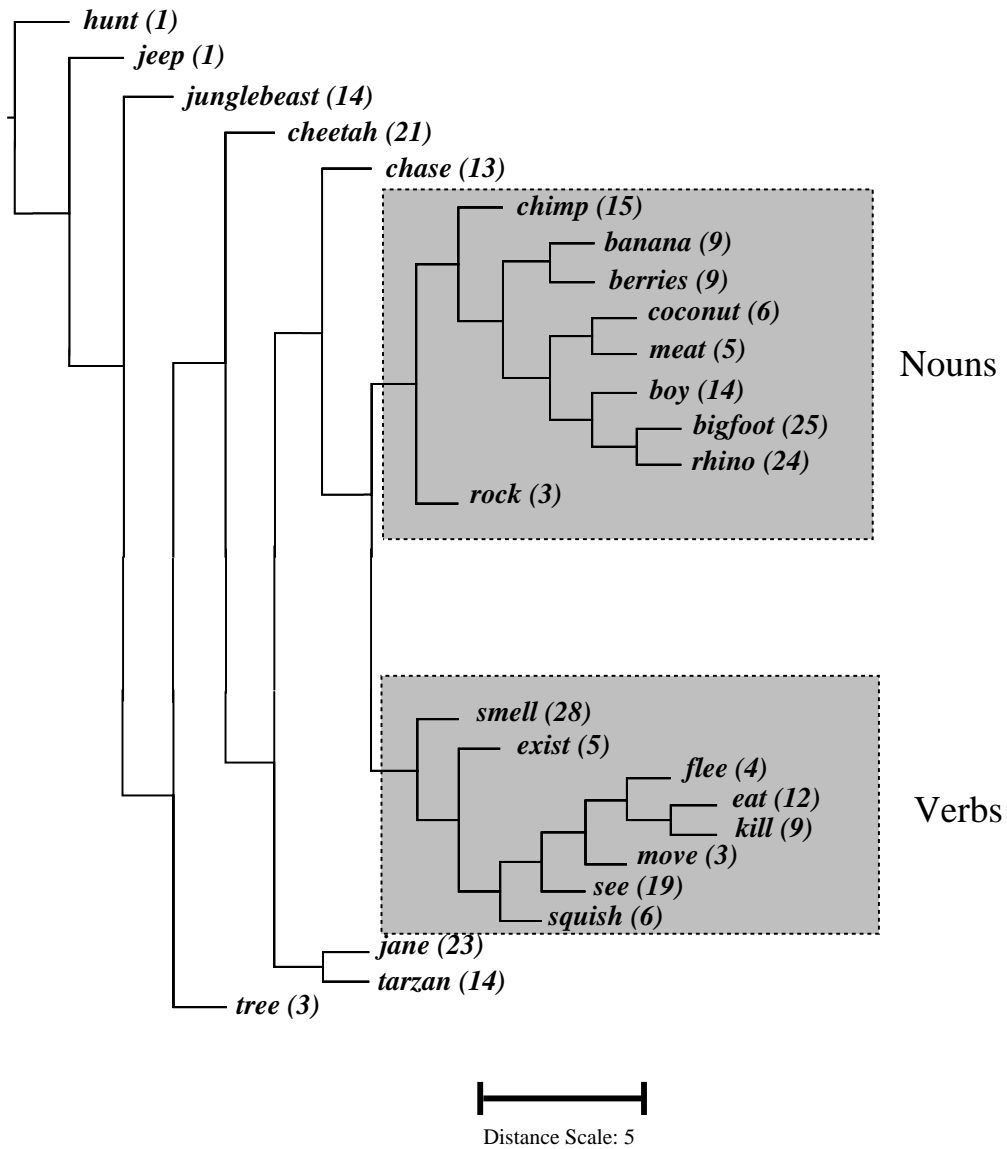 hunt (1)
jeep (1)
junglebeast (14)
cheetah (21)
chase (13)
chimp (15)
banana (9)
berries (9)
coconut (6)
meat (5)
Nouns
boy (14)
bigfoot (25)
rhino (24)
rock (3)
smell (28)
exist (5)
flee (4)
eat (12)
Verbs
kill (9)
move (3)
see (19)
squish (6)
jane (23)
tarzan (14)
tree (3)
Distance Scale: 5